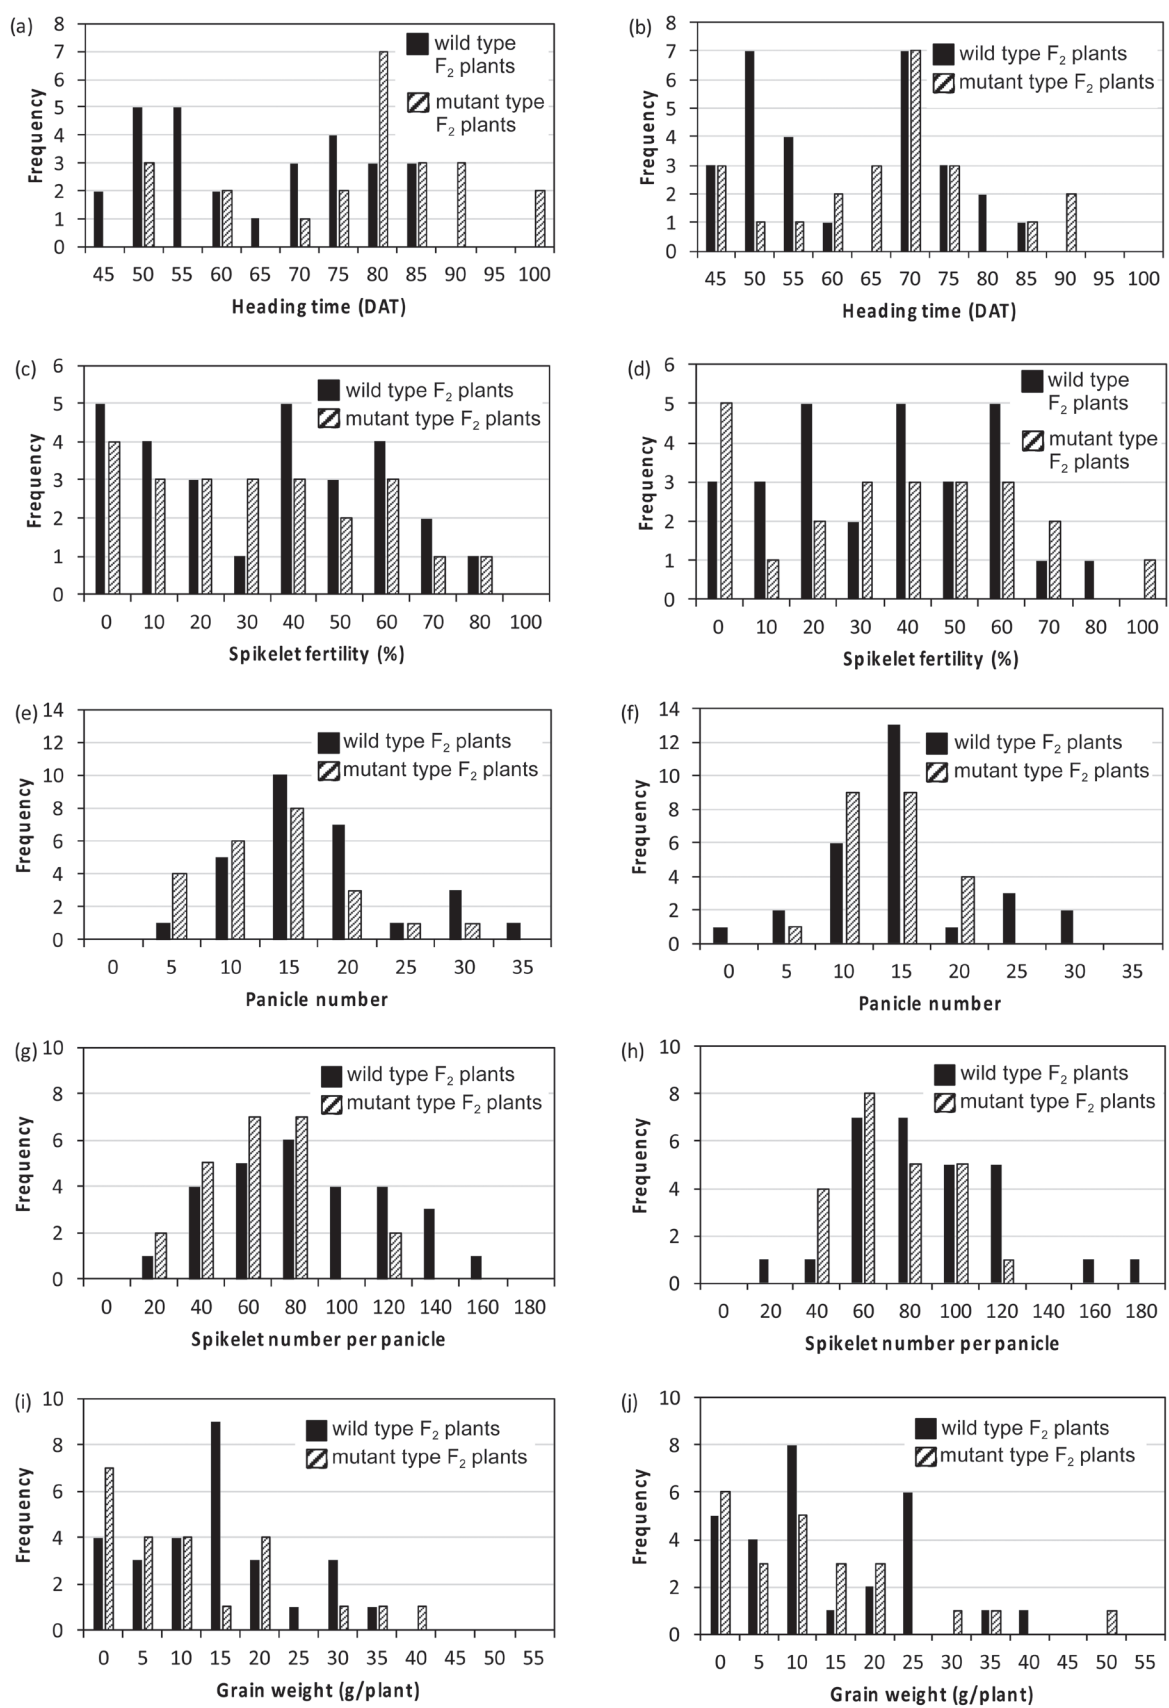 (a)
8
7
6
5
4
3
2
1
0
Frequency
wild type
F₂ plants
mutant type
F₂ plants
45 50 55 60 65 70 75 80 85 90 95 100
Heading time (DAT)
(b)
8
7
6
5
4
3
2
1
0
Frequency
wild type F₂ plants
mutant type F₂ plants
45 50 55 60 65 70 75 80 85 90 95 100
Heading time (DAT)
(c)
6
5
4
3
2
1
0
Frequency
wild type F₂ plants
mutant type F₂ plants
0 10 20 30 40 50 60 70 80 100
Spikelet fertility (%)
(d)
6
5
4
3
2
1
0
Frequency
wild type
F₂ plants
mutant type
F₂ plants
0 10 20 30 40 50 60 70 80 100
Spikelet fertility (%)
(e)
14
12
10
8
6
4
2
0
Frequency
wild type F₂ plants
mutant type F₂ plants
0 5 10 15 20 25 30 35
Panicle number
(f)
14
12
10
8
6
4
2
0
Frequency
wild type F₂ plants
mutant type F₂ plants
0 5 10 15 20 25 30 35
Panicle number
(g)
10
8
6
4
2
0
Frequency
wild type F₂ plants
mutant type F₂ plants
0 20 40 60 80 100 120 140 160 180
Spikelet number per panicle
(h)
10
8
6
4
2
0
Frequency
wild type F₂ plants
mutant type F₂ plants
0 20 40 60 80 100 120 140 160 180
Spikelet number per panicle
(i)
10
8
6
4
2
0
Frequency
wild type F₂ plants
mutant type F₂ plants
0 5 10 15 20 25 30 35 40 45 50 55
Grain weight (g/plant)
(j)
10
8
6
4
2
0
Frequency
wild type F₂ plants
mutant type F₂ plants
0 5 10 15 20 25 30 35 40 45 50 55
Grain weight (g/plant)